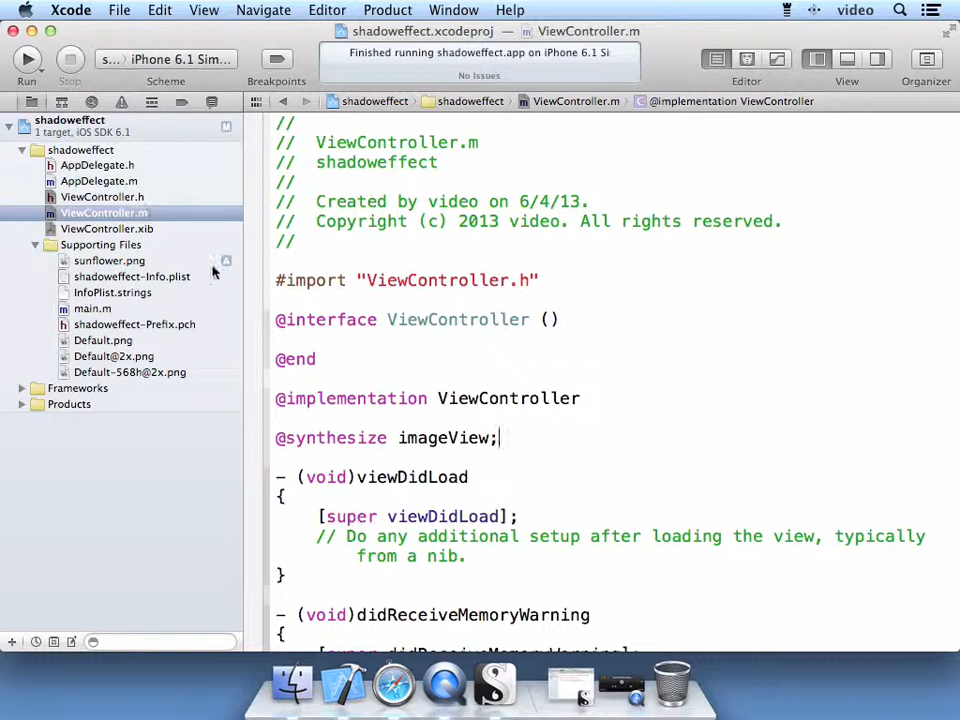 Xcode File Edit View Navigate Editor Product Window Help video
shadoweffect.xcodeproj — ViewController.m
s... iPhone 6.1 Sim...
Finished running shadoweffect.app on iPhone 6.1 Si
No Issues
Run Stop Scheme Breakpoints Editor View Organizer
shadoweffect shadoweffect ViewController.m @implementation ViewController
shadoweffect M
1 target, iOS SDK 6.1
shadoweffect
AppDelegate.h
AppDelegate.m
ViewController.h
ViewController.m
ViewController.xib
Supporting Files
sunflower.png A
shadoweffect-Info.plist
InfoPlist.strings
main.m
shadoweffect-Prefix.pch
Default.png
Default@2x.png
Default-568h@2x.png
Frameworks
Products
//
// ViewController.m
// shadoweffect
//
// Created by video on 6/4/13.
// Copyright (c) 2013 video. All rights reserved.
//
#import "ViewController.h"
@interface ViewController ()
@end
@implementation ViewController
@synthesize imageView;
- (void)viewDidLoad
{
[super viewDidLoad];
// Do any additional setup after loading the view, typically
from a nib.
}
- (void)didReceiveMemoryWarning
{
[super didReceiveMemoryWarning];